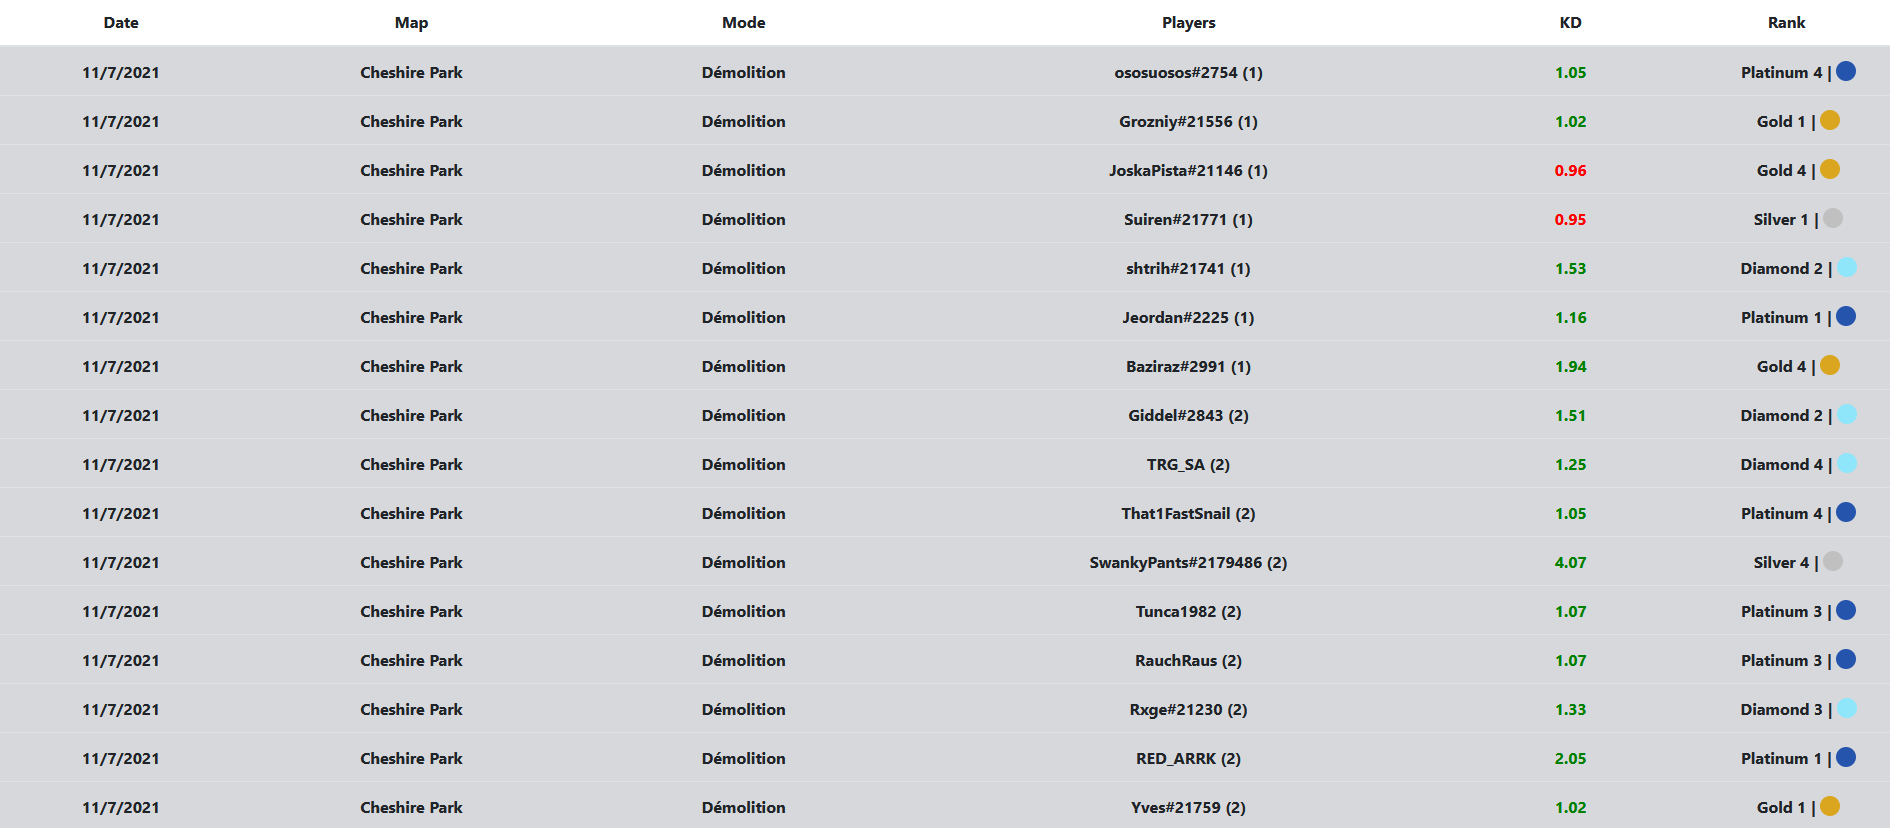 Date Map Mode Players KD Rank
11/7/2021 Cheshire Park Démolition ososuosos#2754 (1) 1.05 Platinum 4 |
11/7/2021 Cheshire Park Démolition Grozniy#21556 (1) 1.02 Gold 1 |
11/7/2021 Cheshire Park Démolition JoskaPista#21146 (1) 0.96 Gold 4 |
11/7/2021 Cheshire Park Démolition Suiren#21771 (1) 0.95 Silver 1 |
11/7/2021 Cheshire Park Démolition shtrih#21741 (1) 1.53 Diamond 2 |
11/7/2021 Cheshire Park Démolition Jeordan#2225 (1) 1.16 Platinum 1 |
11/7/2021 Cheshire Park Démolition Baziraz#2991 (1) 1.94 Gold 4 |
11/7/2021 Cheshire Park Démolition Giddel#2843 (2) 1.51 Diamond 2 |
11/7/2021 Cheshire Park Démolition TRG_SA (2) 1.25 Diamond 4 |
11/7/2021 Cheshire Park Démolition That1FastSnail (2) 1.05 Platinum 4 |
11/7/2021 Cheshire Park Démolition SwankyPants#2179486 (2) 4.07 Silver 4 |
11/7/2021 Cheshire Park Démolition Tunca1982 (2) 1.07 Platinum 3 |
11/7/2021 Cheshire Park Démolition RauchRaus (2) 1.07 Platinum 3 |
11/7/2021 Cheshire Park Démolition Rxge#21230 (2) 1.33 Diamond 3 |
11/7/2021 Cheshire Park Démolition RED_ARRK (2) 2.05 Platinum 1 |
11/7/2021 Cheshire Park Démolition Yves#21759 (2) 1.02 Gold 1 |